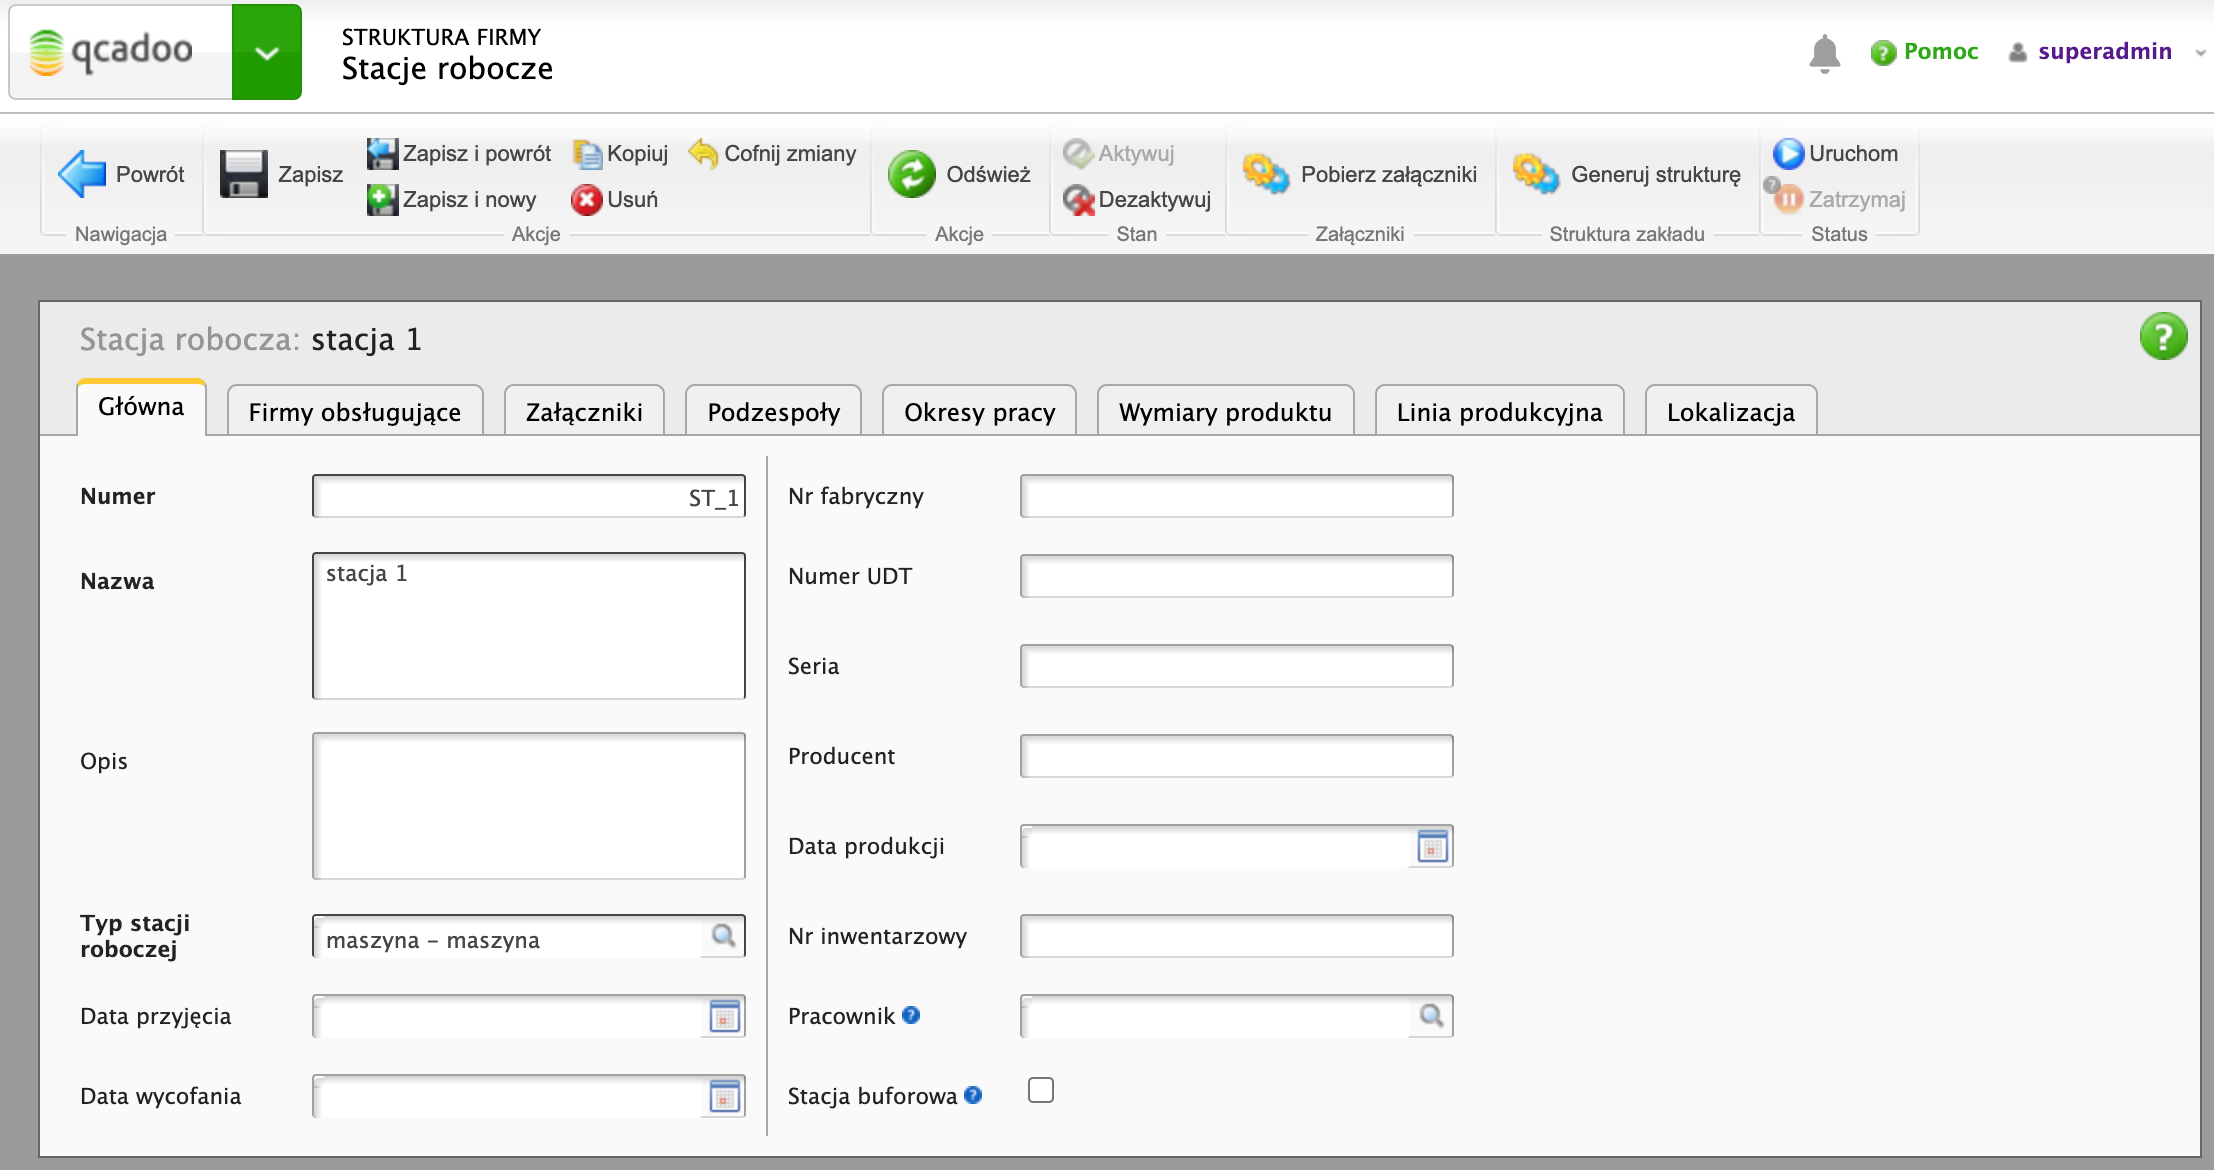 qcadoo
STRUKTURA FIRMY
Stacje robocze
Pomoc
superadmin
Powrót
Nawigacja
Zapisz
Zapisz i powrót
Kopiuj
Cofnij zmiany
Zapisz i nowy
Usuń
Akcje
Odśwież
Akcje
Aktywuj
Dezaktywuj
Stan
Pobierz załączniki
Załączniki
Generuj strukturę
Struktura zakładu
Uruchom
Zatrzymaj
Status
Stacja robocza: stacja 1
Główna
Firmy obsługujące
Załączniki
Podzespoły
Okresy pracy
Wymiary produktu
Linia produkcyjna
Lokalizacja
Numer
ST_1
Nazwa
stacja 1
Opis
Typ stacji
roboczej
maszyna - maszyna
Data przyjęcia
Data wycofania
Nr fabryczny
Numer UDT
Seria
Producent
Data produkcji
Nr inwentarzowy
Pracownik
Stacja buforowa